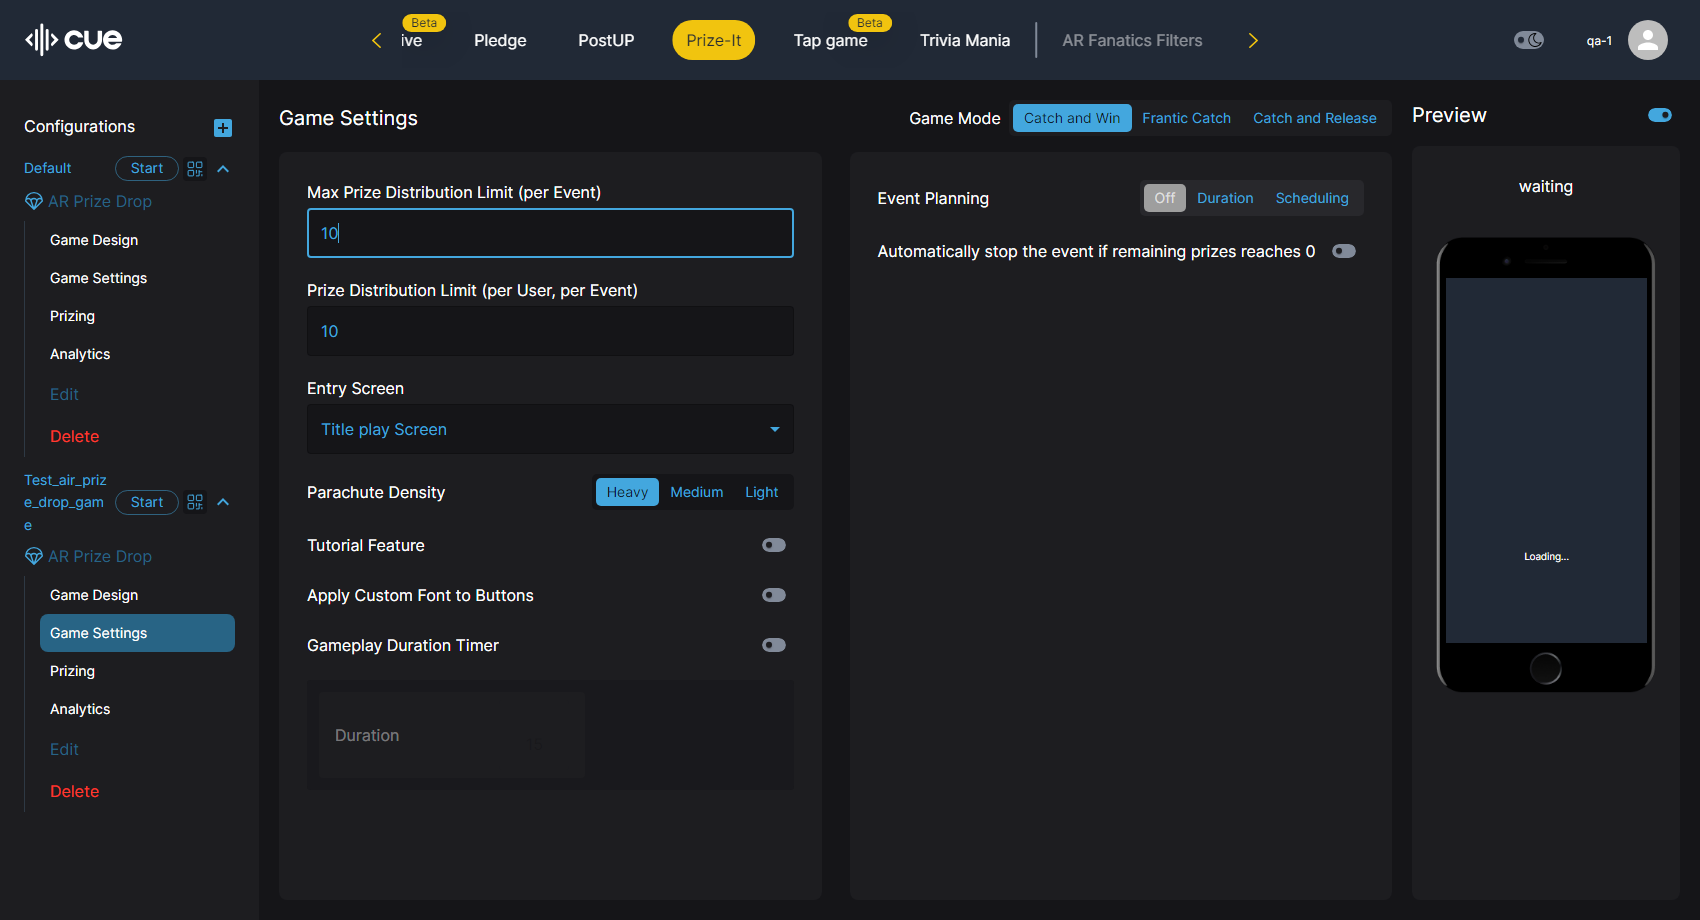 cue
ive
Beta
Pledge
PostUP
Prize-It
Tap game
Beta
Trivia Mania
AR Fanatics Filters
qa-1
Configurations
Default
Start
AR Prize Drop
Game Design
Game Settings
Prizing
Analytics
Edit
Delete
Test_air_priz
e_drop_gam
e
Start
AR Prize Drop
Game Design
Game Settings
Prizing
Analytics
Edit
Delete
Game Settings
Game Mode
Catch and Win
Frantic Catch
Catch and Release
Max Prize Distribution Limit (per Event)
10
Prize Distribution Limit (per User, per Event)
10
Entry Screen
Title play Screen
Parachute Density
Heavy
Medium
Light
Tutorial Feature
Apply Custom Font to Buttons
Gameplay Duration Timer
Duration
Event Planning
Off
Duration
Scheduling
Automatically stop the event if remaining prizes reaches 0
Preview
waiting
Loading...